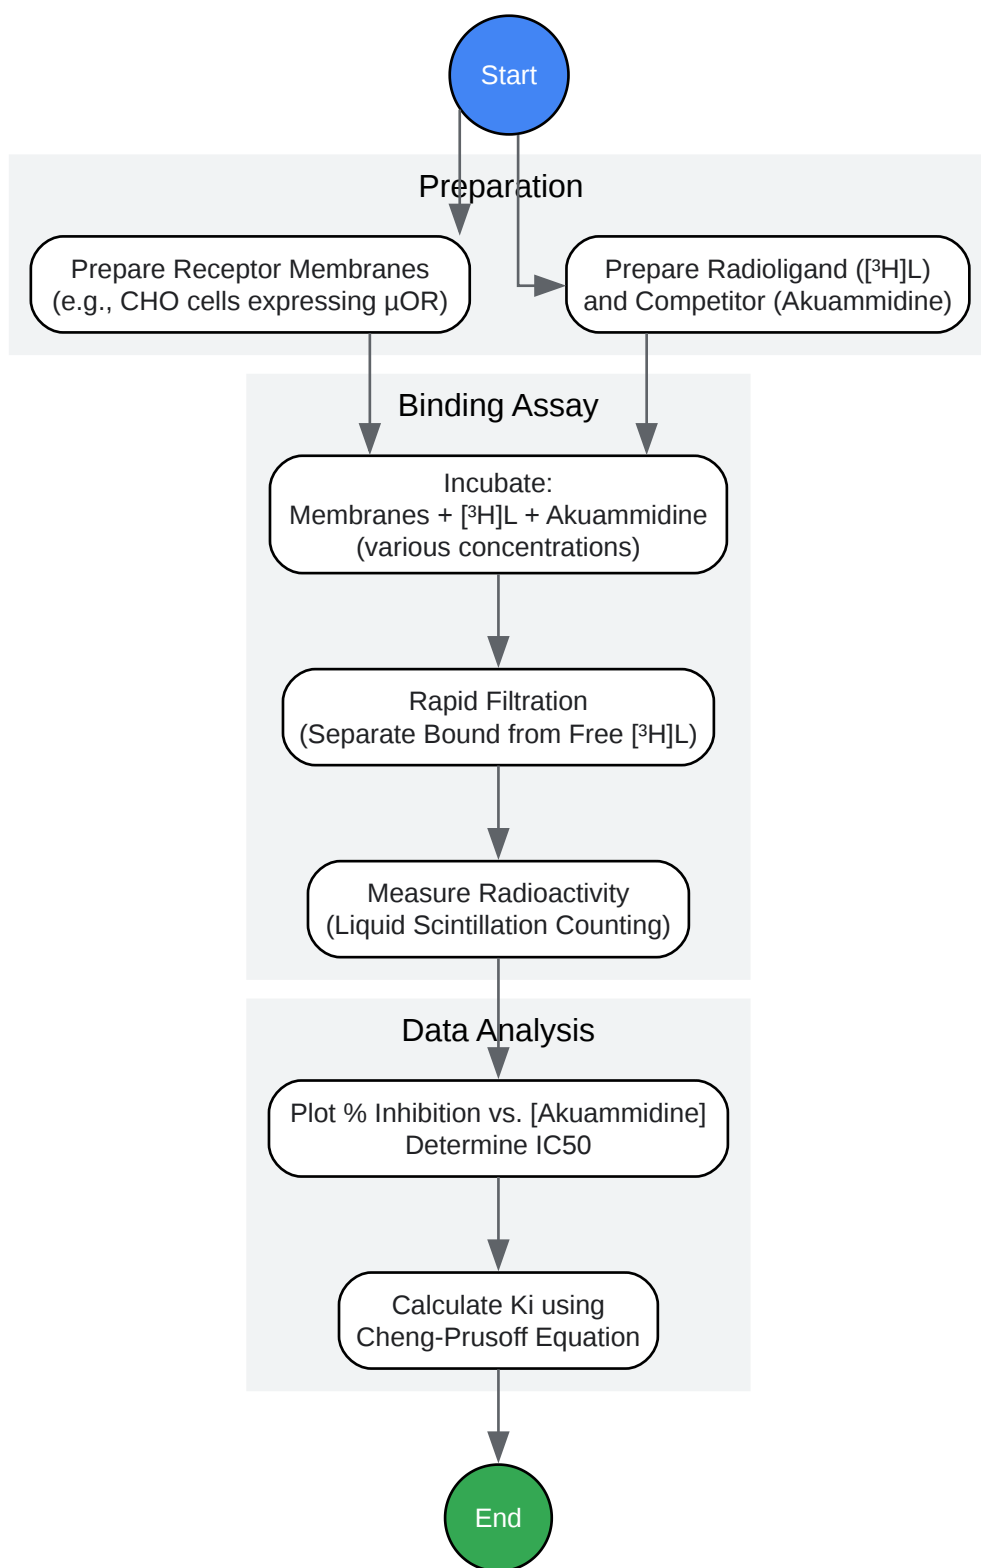 Start
Preparation
Prepare Receptor Membranes
(e.g., CHO cells expressing µOR)
Prepare Radioligand ([³H]L)
and Competitor (Akuammidine)
Binding Assay
Incubate:
Membranes + [³H]L + Akuammidine
(various concentrations)
Rapid Filtration
(Separate Bound from Free [³H]L)
Measure Radioactivity
(Liquid Scintillation Counting)
Data Analysis
Plot % Inhibition vs. [Akuammidine]
Determine IC50
Calculate Ki using
Cheng-Prusoff Equation
End